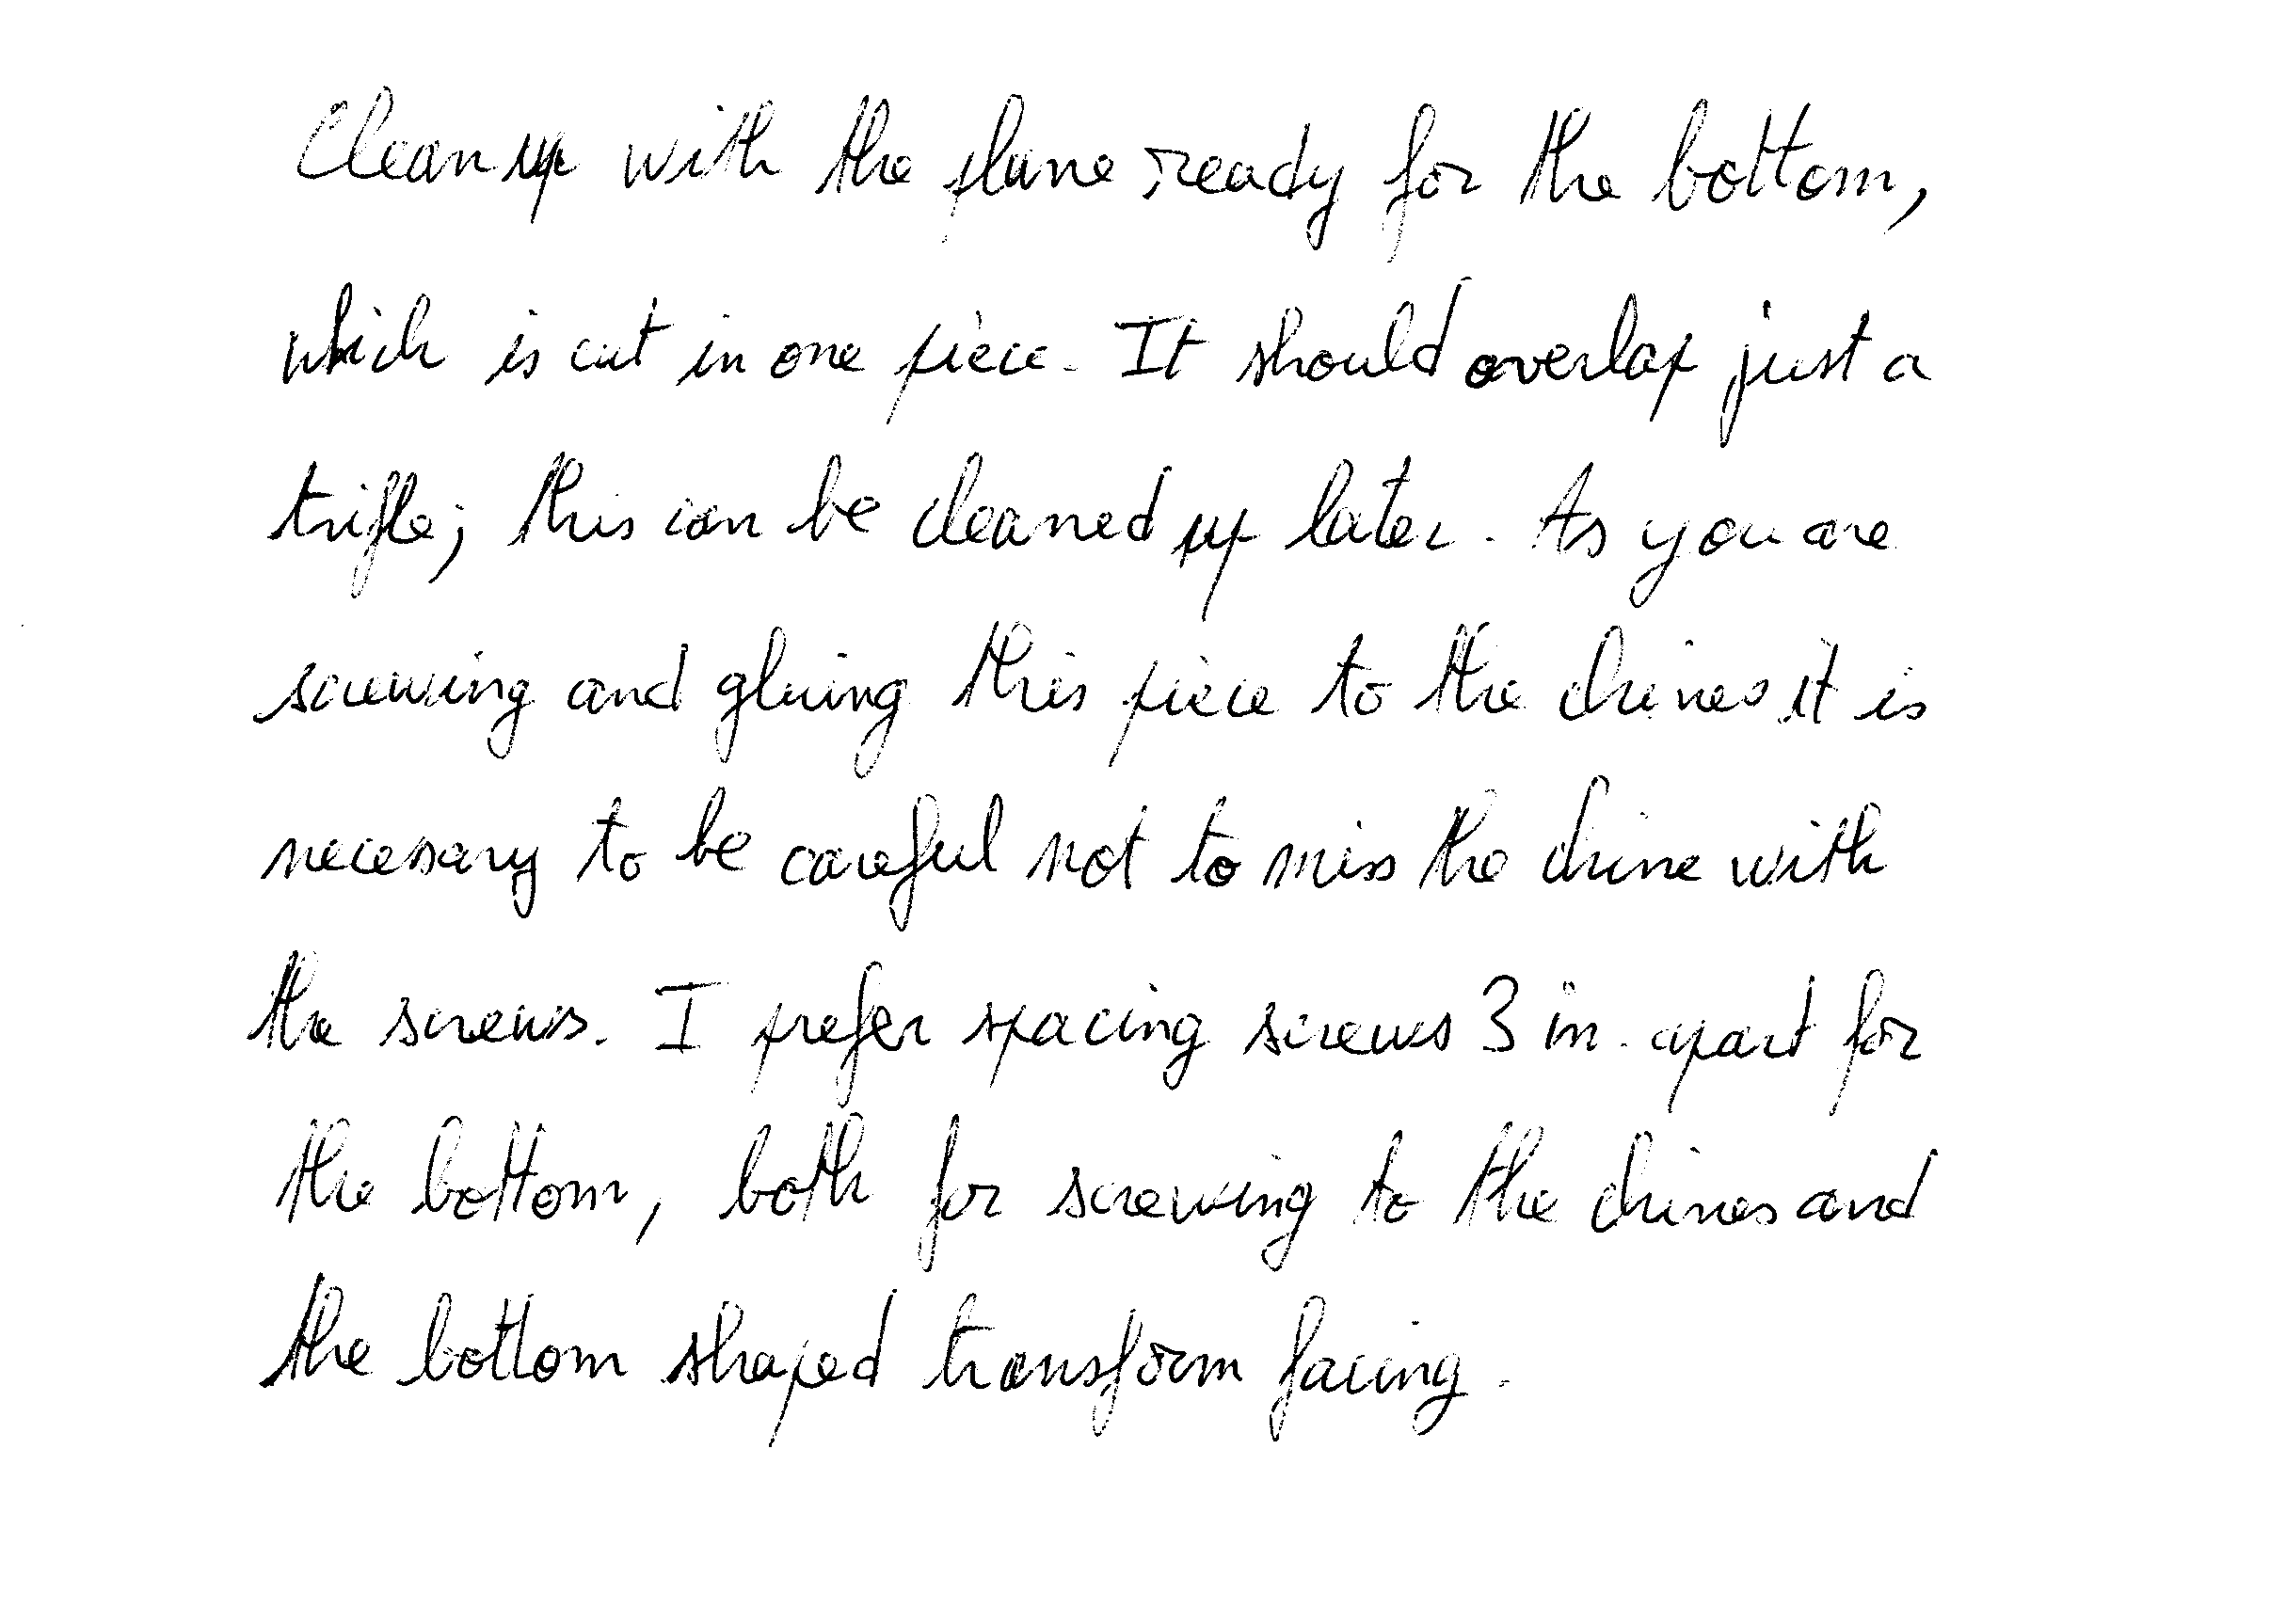 Clean up with the plane ready for the bottom,
which is cut in one piece. It should overlap just a
trifle; this can be cleaned up later. As you are
screwing and gluing this piece to the chines it is
necesary to be careful not to miss the chine with
the screws. I prefer spacing screws 3 in. apart for
the bottom, both for screwing to the chines and
the bottom shaped transform facing.